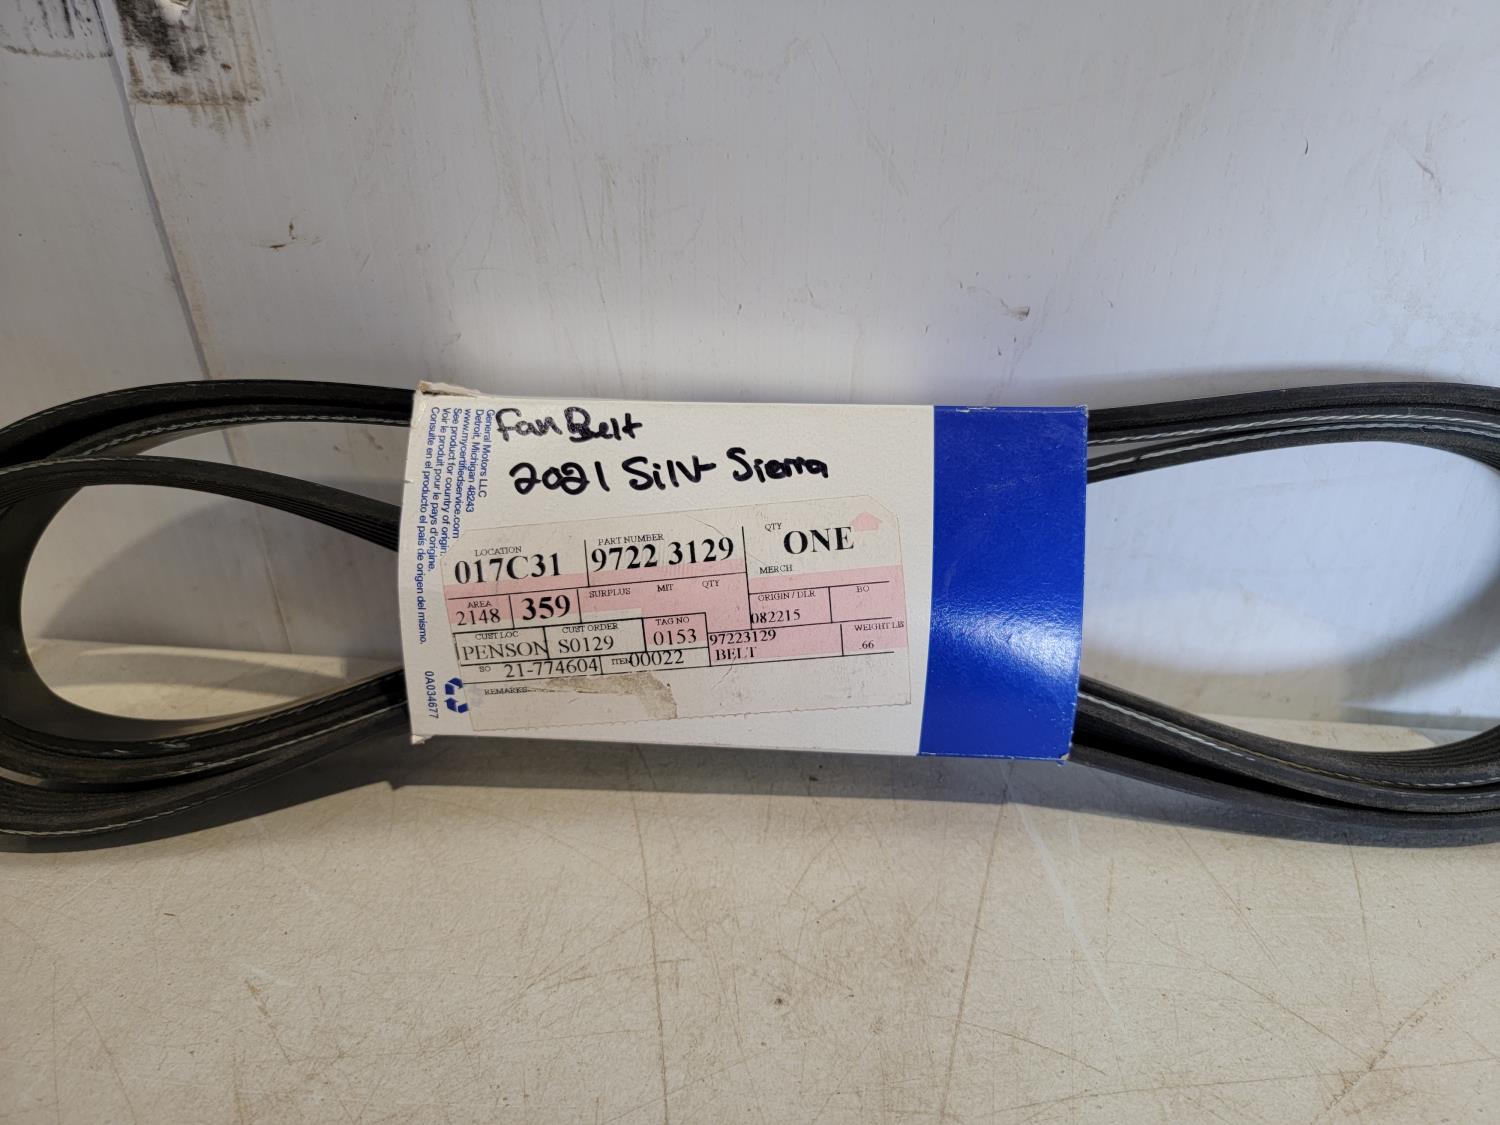 Fan Belt
2021 Silv Sierra
General Motors LLC
Detroit, Michigan 48243
www.mycertifiedservice.com
See product for country of origin.
Voir le produit pour le pays d'origine.
Consulte en el producto el país de origen del mismo.
0A034677
LOCATION
017C31
PART NUMBER
9722 3129
QTY
ONE
MERCH
AREA
2148
359
SURPLUS MIT QTY
ORIGIN / DLR
082215
BO
CUST LOC
PENSON
CUST ORDER
S0129
TAG NO
0153
97223129
BELT
WEIGHT LB
.66
SO 21-774604
ITEM 00022
REMARKS